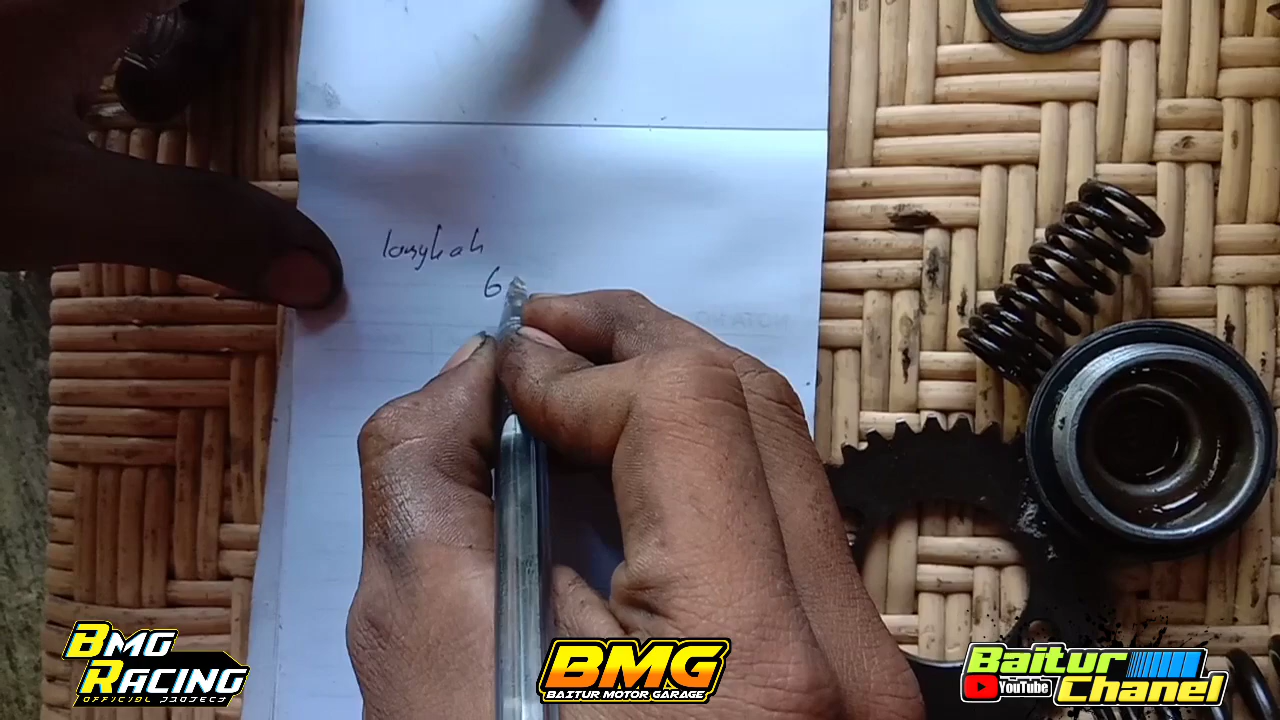 langkah
6
BMG
RACING
OFFICIAL PROJECT
BMG
BAITUR MOTOR GARAGE
Baitur
YouTube Chanel